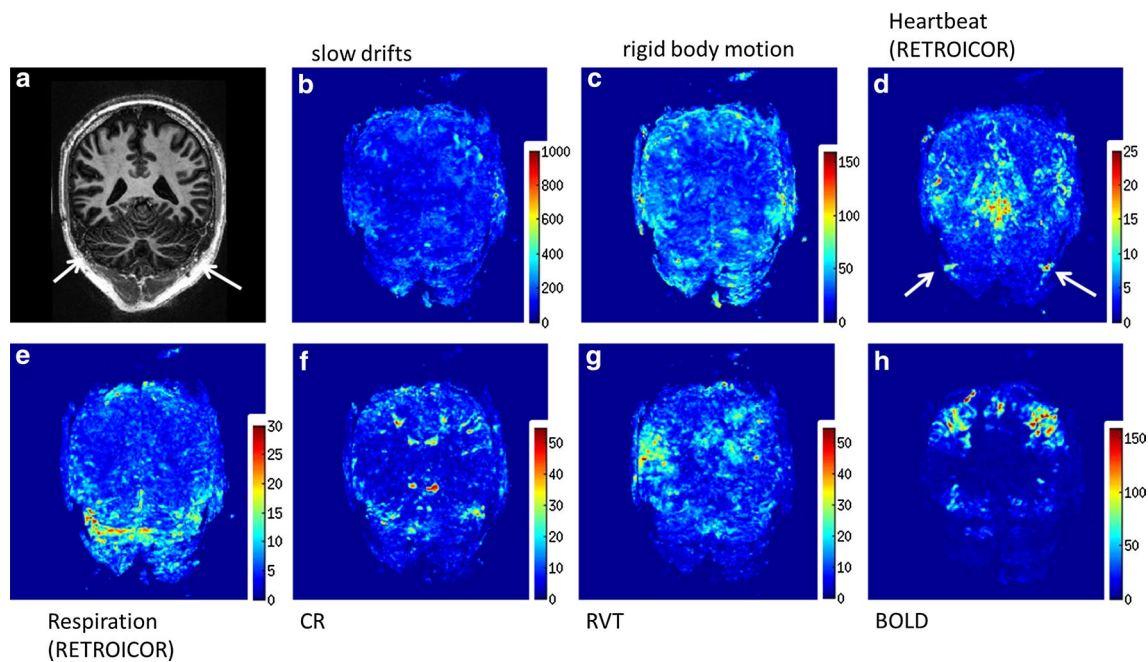 Heartbeat
(RETROICOR)
slow drifts
rigid body motion
a
b
c
d
1000
800
600
400
200
0
150
100
50
0
25
20
15
10
5
0
e
f
g
h
30
25
20
15
10
5
0
50
40
30
20
10
0
50
40
30
20
10
0
150
100
50
0
Respiration
(RETROICOR)
CR
RVT
BOLD